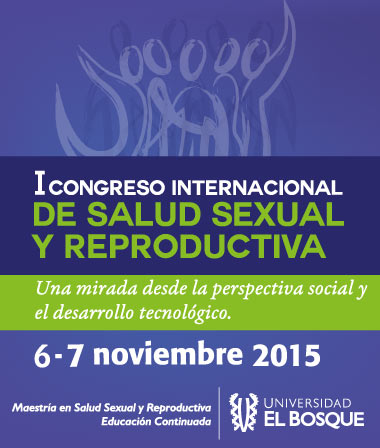 I CONGRESO INTERNACIONAL
DE SALUD SEXUAL
Y REPRODUCTIVA
Una mirada desde la perspectiva social y
el desarrollo tecnológico.
6-7 noviembre 2015
Maestría en Salud Sexual y Reproductiva
Educación Continuada
UNIVERSIDAD
EL BOSQUE